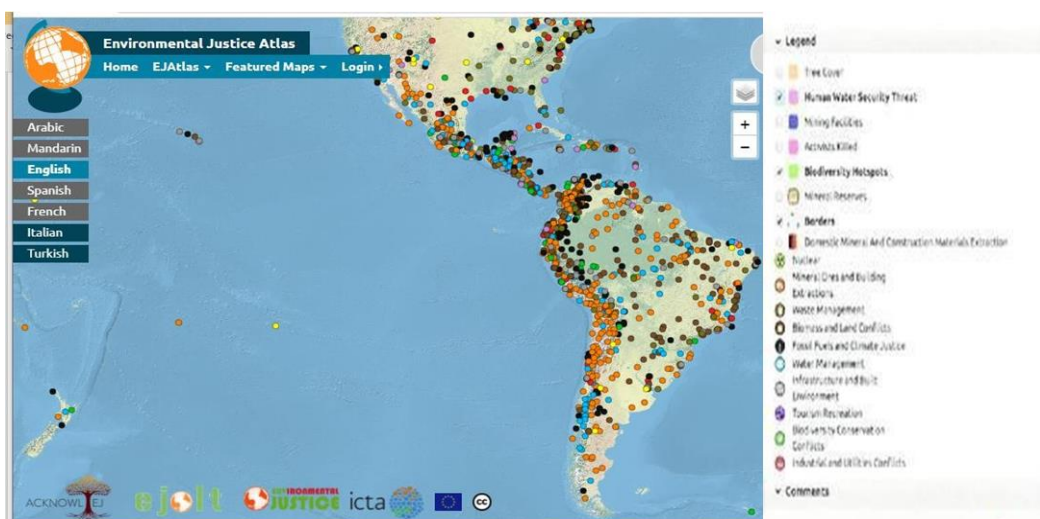 Environmental Justice Atlas
Home EJAtlas Featured Maps Login
Arabic
Mandarin
English
Spanish
French
Italian
Turkish
ACKNOWL EJ
ejolt
ENVIRONMENTAL
JUSTICE
icta
cc
Legend
Tree Cover
Human Water Security Threat
Mining Facilities
Activists Killed
Biodiversity Hotspots
Mineral Reserves
Borders
Domestic Mineral And Construction Materials Extraction
Nuclear
Mineral Ores and Building
Extractions
Waste Management
Biomass and Land Conflicts
Fossil Fuels and Climate Justice
Water Management
Infrastructure and Built
Environment
Tourism Recreation
Biodiversity Conservation
Conflicts
Industrial and Utilities Conflicts
Comments